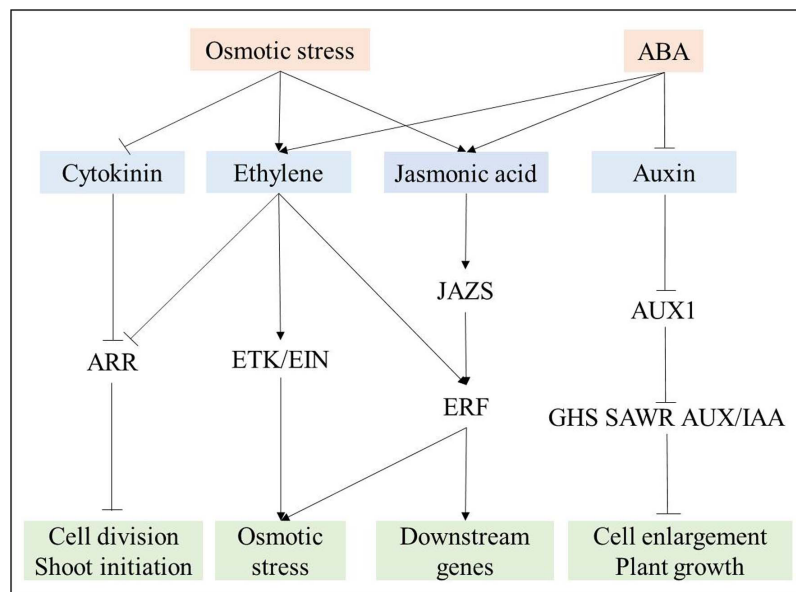 Osmotic stress
ABA
Cytokinin
Ethylene
Jasmonic acid
Auxin
JAZS
AUX1
ARR
ETK/EIN
ERF
GHS SAWR AUX/IAA
Cell division
Shoot initiation
Osmotic
stress
Downstream
genes
Cell enlargement
Plant growth